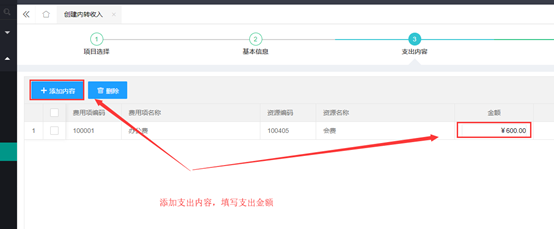 创建内转收入 ×
1 2 3
项目选择 基本信息 支出内容
+ 添加内容 删除
费用项编码 费用项名称 资源编码 资源名称 金额
1 100001 办公费 100405 会费 ¥ 600.00
添加支出内容，填写支出金额